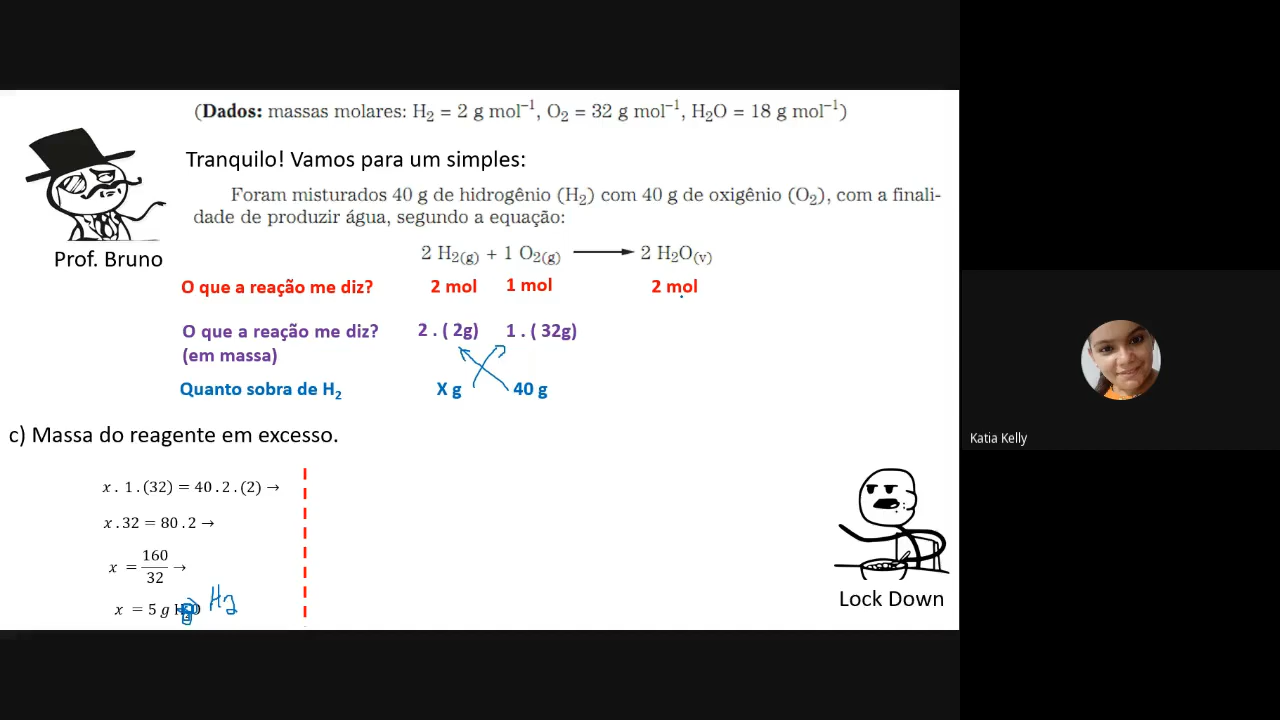 (Dados: massas molares: H₂ = 2 g mol⁻¹, O₂ = 32 g mol⁻¹, H₂O = 18 g mol⁻¹)
Tranquilo! Vamos para um simples:
Foram misturados 40 g de hidrogênio (H₂) com 40 g de oxigênio (O₂), com a finali-
dade de produzir água, segundo a equação:
Prof. Bruno
2 H₂(g) + 1 O₂(g) → 2 H₂O(v)
O que a reação me diz? 2 mol 1 mol 2 mol
O que a reação me diz? 2 . ( 2g) 1 . ( 32g)
(em massa)
Quanto sobra de H₂ X g 40 g
c) Massa do reagente em excesso.
x . 1 . (32) = 40 . 2 . (2) →
x . 32 = 80 . 2 →
x = 160/32 →
x = 5 g H₂
Lock Down
Katia Kelly